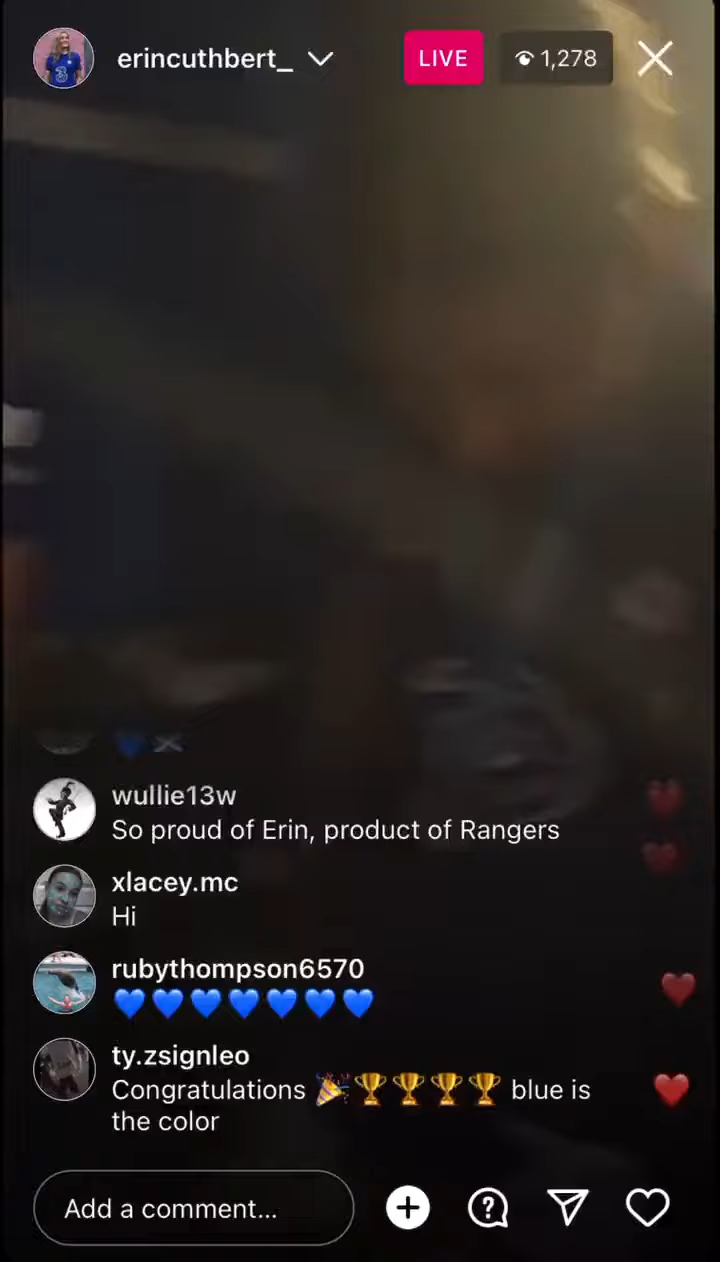 erincuthbert_
LIVE
1,278
wullie13w
So proud of Erin, product of Rangers
xlacey.mc
Hi
rubythompson6570
💙💙💙💙💙💙💙
ty.zsignleo
Congratulations 🎉🏆🏆🏆🏆 blue is
the color
Add a comment...